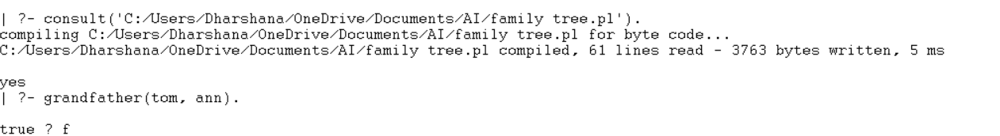 | ?- consult('C:/Users/Dharshana/OneDrive/Documents/AI/family tree.pl').
compiling C:/Users/Dharshana/OneDrive/Documents/AI/family tree.pl for byte code...
C:/Users/Dharshana/OneDrive/Documents/AI/family tree.pl compiled, 61 lines read - 3763 bytes written, 5 ms
yes
| ?- grandfather(tom, ann).
true ? f